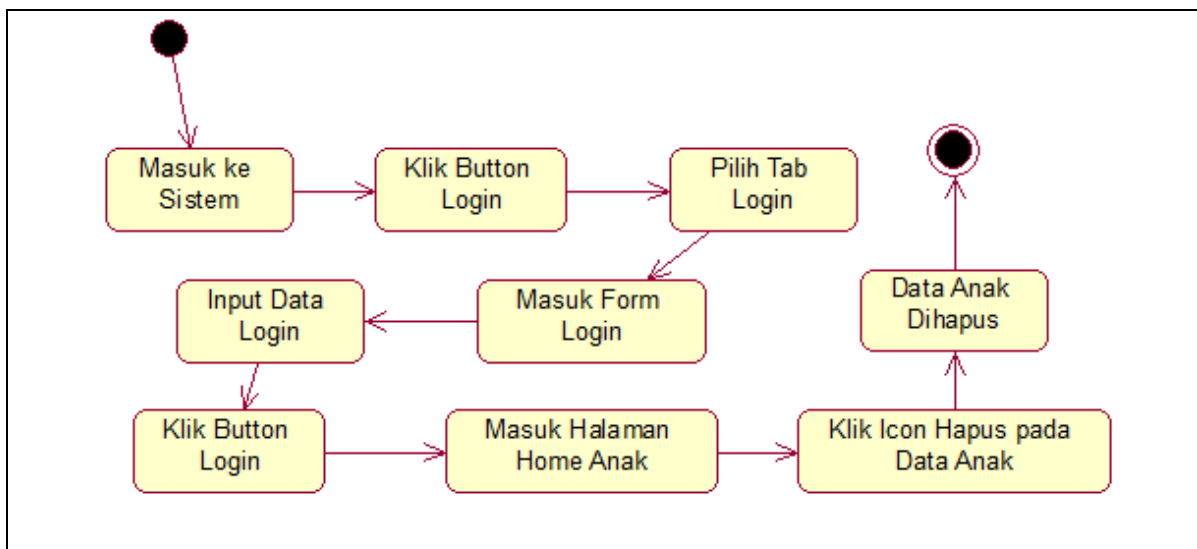 Masuk ke
Sistem
Klik Button
Login
Pilih Tab
Login
Masuk Form
Login
Input Data
Login
Klik Button
Login
Masuk Halaman
Home Anak
Klik Icon Hapus pada
Data Anak
Data Anak
Dihapus